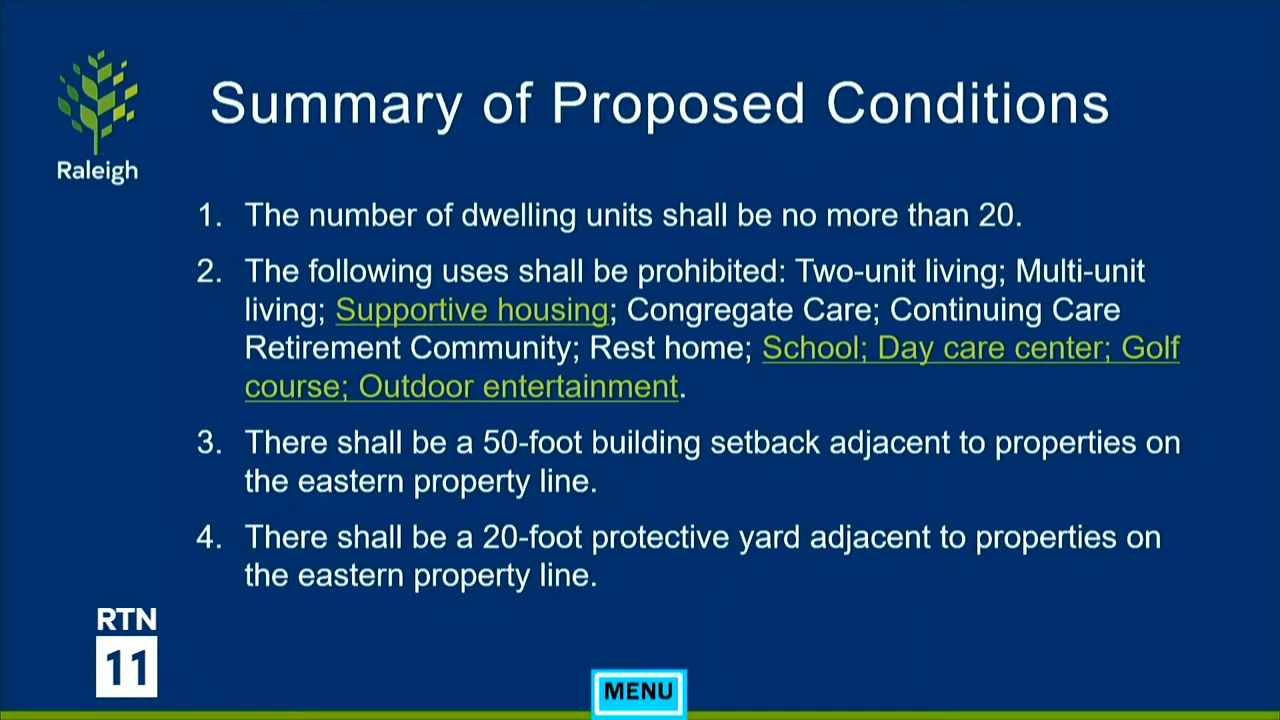 Raleigh
Summary of Proposed Conditions
1. The number of dwelling units shall be no more than 20.
2. The following uses shall be prohibited: Two-unit living; Multi-unit
living; Supportive housing; Congregate Care; Continuing Care
Retirement Community; Rest home; School; Day care center; Golf
course; Outdoor entertainment.
3. There shall be a 50-foot building setback adjacent to properties on
the eastern property line.
4. There shall be a 20-foot protective yard adjacent to properties on
the eastern property line.
RTN
11
MENU